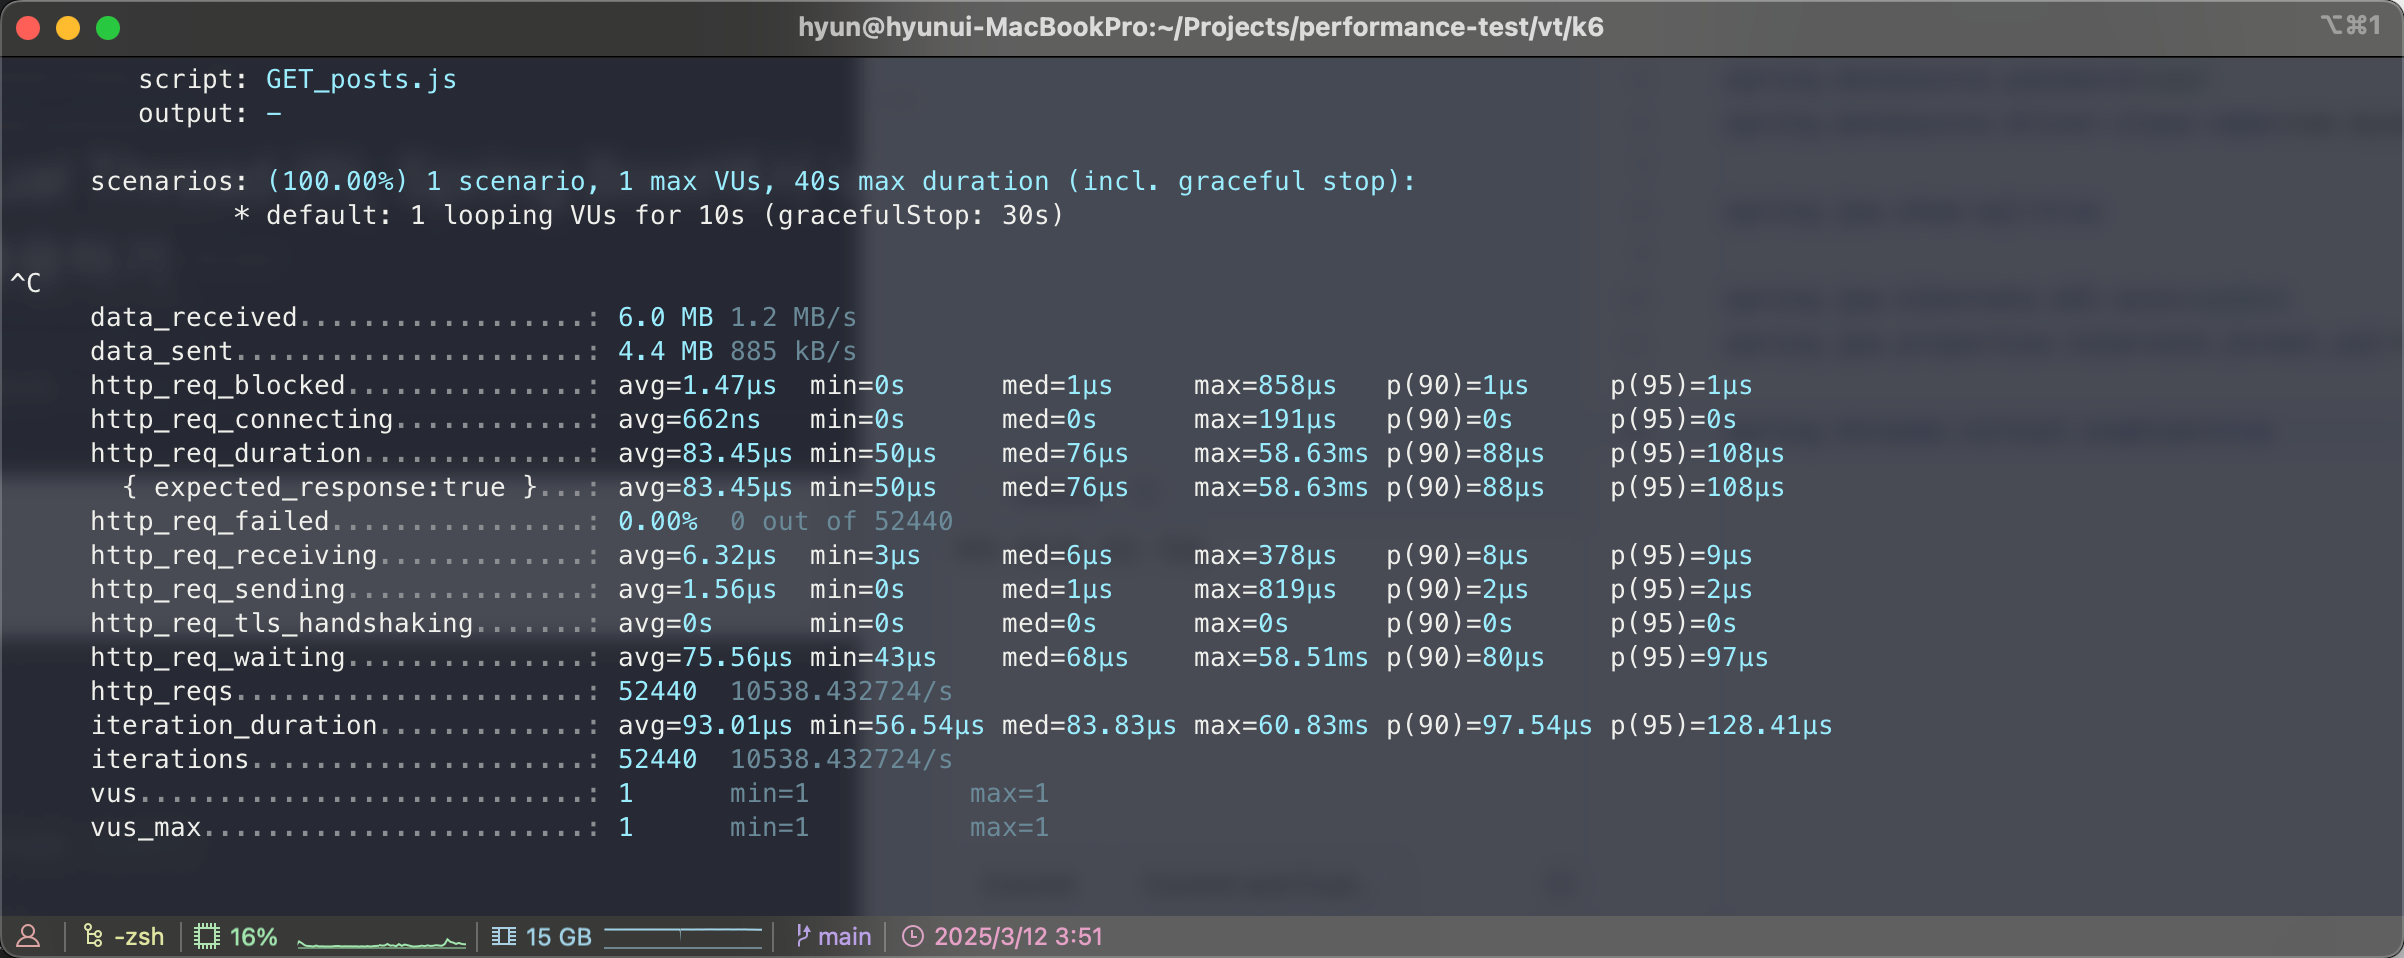 hyun@hyunui-MacBookPro:~/Projects/performance-test/vt/k6
⌥⌘1
script: GET_posts.js
output: -
scenarios: (100.00%) 1 scenario, 1 max VUs, 40s max duration (incl. graceful stop):
* default: 1 looping VUs for 10s (gracefulStop: 30s)
^C
data_received..................: 6.0 MB 1.2 MB/s
data_sent......................: 4.4 MB 885 kB/s
http_req_blocked...............: avg=1.47µs min=0s med=1µs max=858µs p(90)=1µs p(95)=1µs
http_req_connecting............: avg=662ns min=0s med=0s max=191µs p(90)=0s p(95)=0s
http_req_duration..............: avg=83.45µs min=50µs med=76µs max=58.63ms p(90)=88µs p(95)=108µs
{ expected_response:true }...: avg=83.45µs min=50µs med=76µs max=58.63ms p(90)=88µs p(95)=108µs
http_req_failed................: 0.00% 0 out of 52440
http_req_receiving.............: avg=6.32µs min=3µs med=6µs max=378µs p(90)=8µs p(95)=9µs
http_req_sending...............: avg=1.56µs min=0s med=1µs max=819µs p(90)=2µs p(95)=2µs
http_req_tls_handshaking.......: avg=0s min=0s med=0s max=0s p(90)=0s p(95)=0s
http_req_waiting...............: avg=75.56µs min=43µs med=68µs max=58.51ms p(90)=80µs p(95)=97µs
http_reqs......................: 52440 10538.432724/s
iteration_duration.............: avg=93.01µs min=56.54µs med=83.83µs max=60.83ms p(90)=97.54µs p(95)=128.41µs
iterations.....................: 52440 10538.432724/s
vus............................: 1 min=1 max=1
vus_max........................: 1 min=1 max=1
-zsh 16% 15 GB main 2025/3/12 3:51